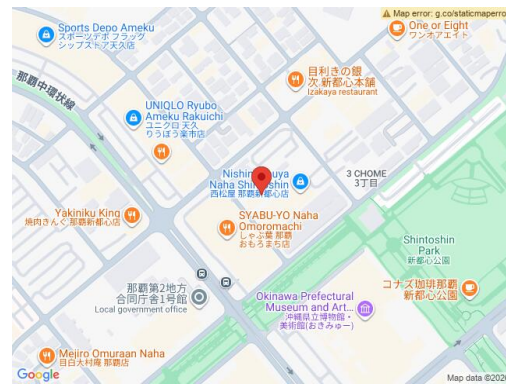 Map error: g.co/staticmaperro
Sports Depo Ameku
スポーツデポ フラッグ
シップストア天久店
One or Eight
ワンオアエイト
目利きの銀
次 新都心本舗
Izakaya restaurant
那覇中環状線
UNIQLO Ryubo
Ameku Rakuichi
ユニクロ 天久
りうぼう楽市店
Nishim
uya
Naha Shintoshin
西松屋 那覇新都心店
3 CHOME
3丁目
Yakiniku King
焼肉きんぐ 那覇新都心店
SYABU-YO Naha
Omoromachi
しゃぶ葉 那覇
おもろまち店
Shintoshin
Park
新都心公園
那覇第2地方
合同庁舎1号館
Local government office
コナズ珈琲那覇
新都心公園店
Okinawa Prefectural
Museum and Art...
沖縄県立博物館・
美術館(おきみゅー)
Mejiro Omuraan Naha
目白大村庵 那覇店
Google
Map data ©2026